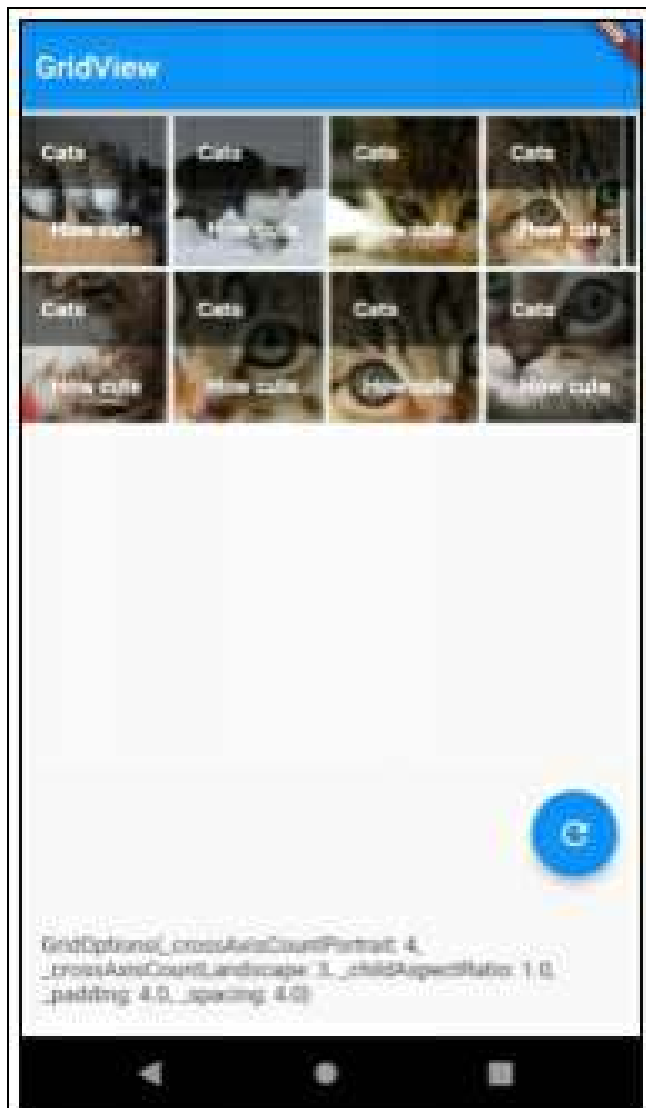 GridView
Cats Cats Cats Cats
How cute How cute How cute How cute
Cats Cats Cats Cats
How cute How cute How cute How cute
GridOptions{_crossAxisCountPortrait: 4,
_crossAxisCountLandscape: 3, _childAspectRatio: 1.0,
_padding: 4.0, _spacing: 4.0}